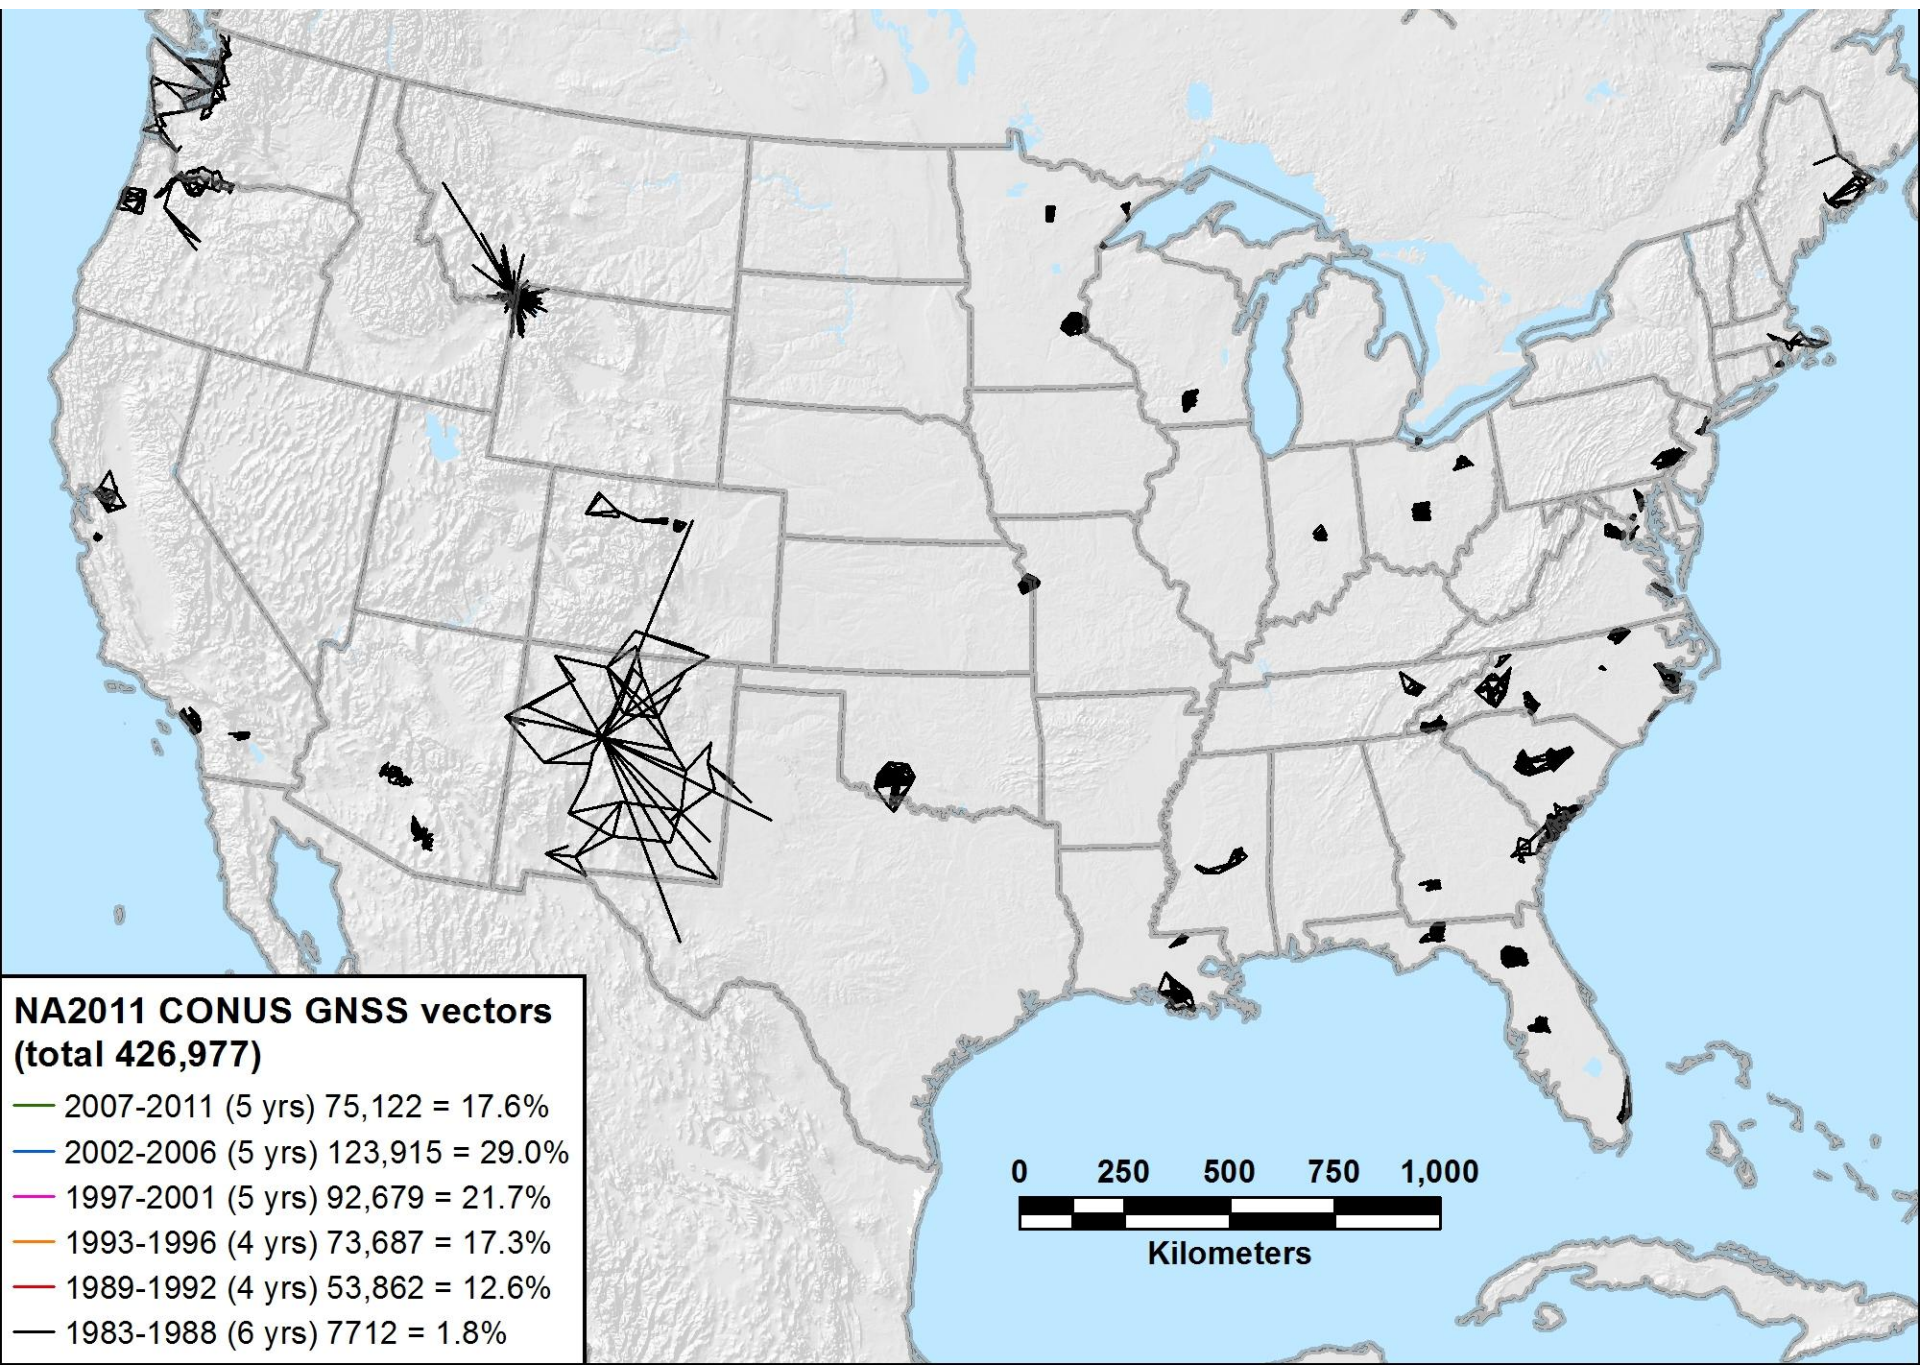 NA2011 CONUS GNSS vectors
(total 426,977)
2007-2011 (5 yrs) 75,122 = 17.6%
2002-2006 (5 yrs) 123,915 = 29.0%
1997-2001 (5 yrs) 92,679 = 21.7%
1993-1996 (4 yrs) 73,687 = 17.3%
1989-1992 (4 yrs) 53,862 = 12.6%
1983-1988 (6 yrs) 7712 = 1.8%
0 250 500 750 1,000
Kilometers